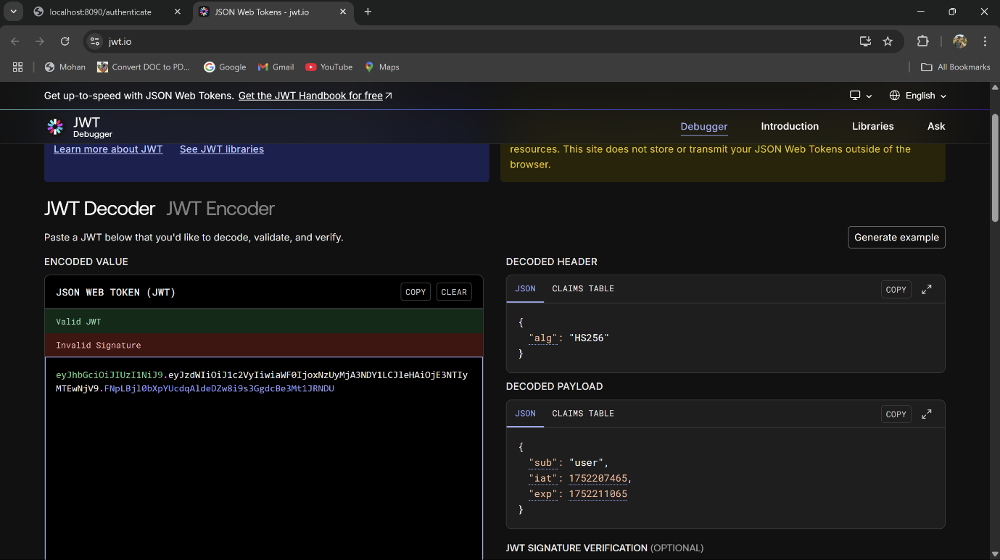 localhost:8090/authenticate
JSON Web Tokens - jwt.io
jwt.io
Mohan
Convert DOC to PD...
Google
Gmail
YouTube
Maps
All Bookmarks
Get up-to-speed with JSON Web Tokens. Get the JWT Handbook for free
English
JWT
Debugger
Debugger
Introduction
Libraries
Ask
Learn more about JWT
See JWT libraries
resources. This site does not store or transmit your JSON Web Tokens outside of the
browser.
JWT Decoder JWT Encoder
Paste a JWT below that you'd like to decode, validate, and verify.
Generate example
ENCODED VALUE
JSON WEB TOKEN (JWT)
COPY
CLEAR
Valid JWT
Invalid Signature
eyJhbGciOiJIUzI1NiJ9.eyJzdWIiOiJ1c2VyIiwiaWF0IjoxNzUyMjA3NDY1LCJleHAiOjE3NTIy
MTEwNjV9.FNpLBjl0bXpYUcdqAldeDZw8i9s3GgdcBe3Mt1JRNDU
DECODED HEADER
JSON
CLAIMS TABLE
COPY
{
"alg": "HS256"
}
DECODED PAYLOAD
JSON
CLAIMS TABLE
COPY
{
"sub": "user",
"iat": 1752207465,
"exp": 1752211065
}
JWT SIGNATURE VERIFICATION (OPTIONAL)